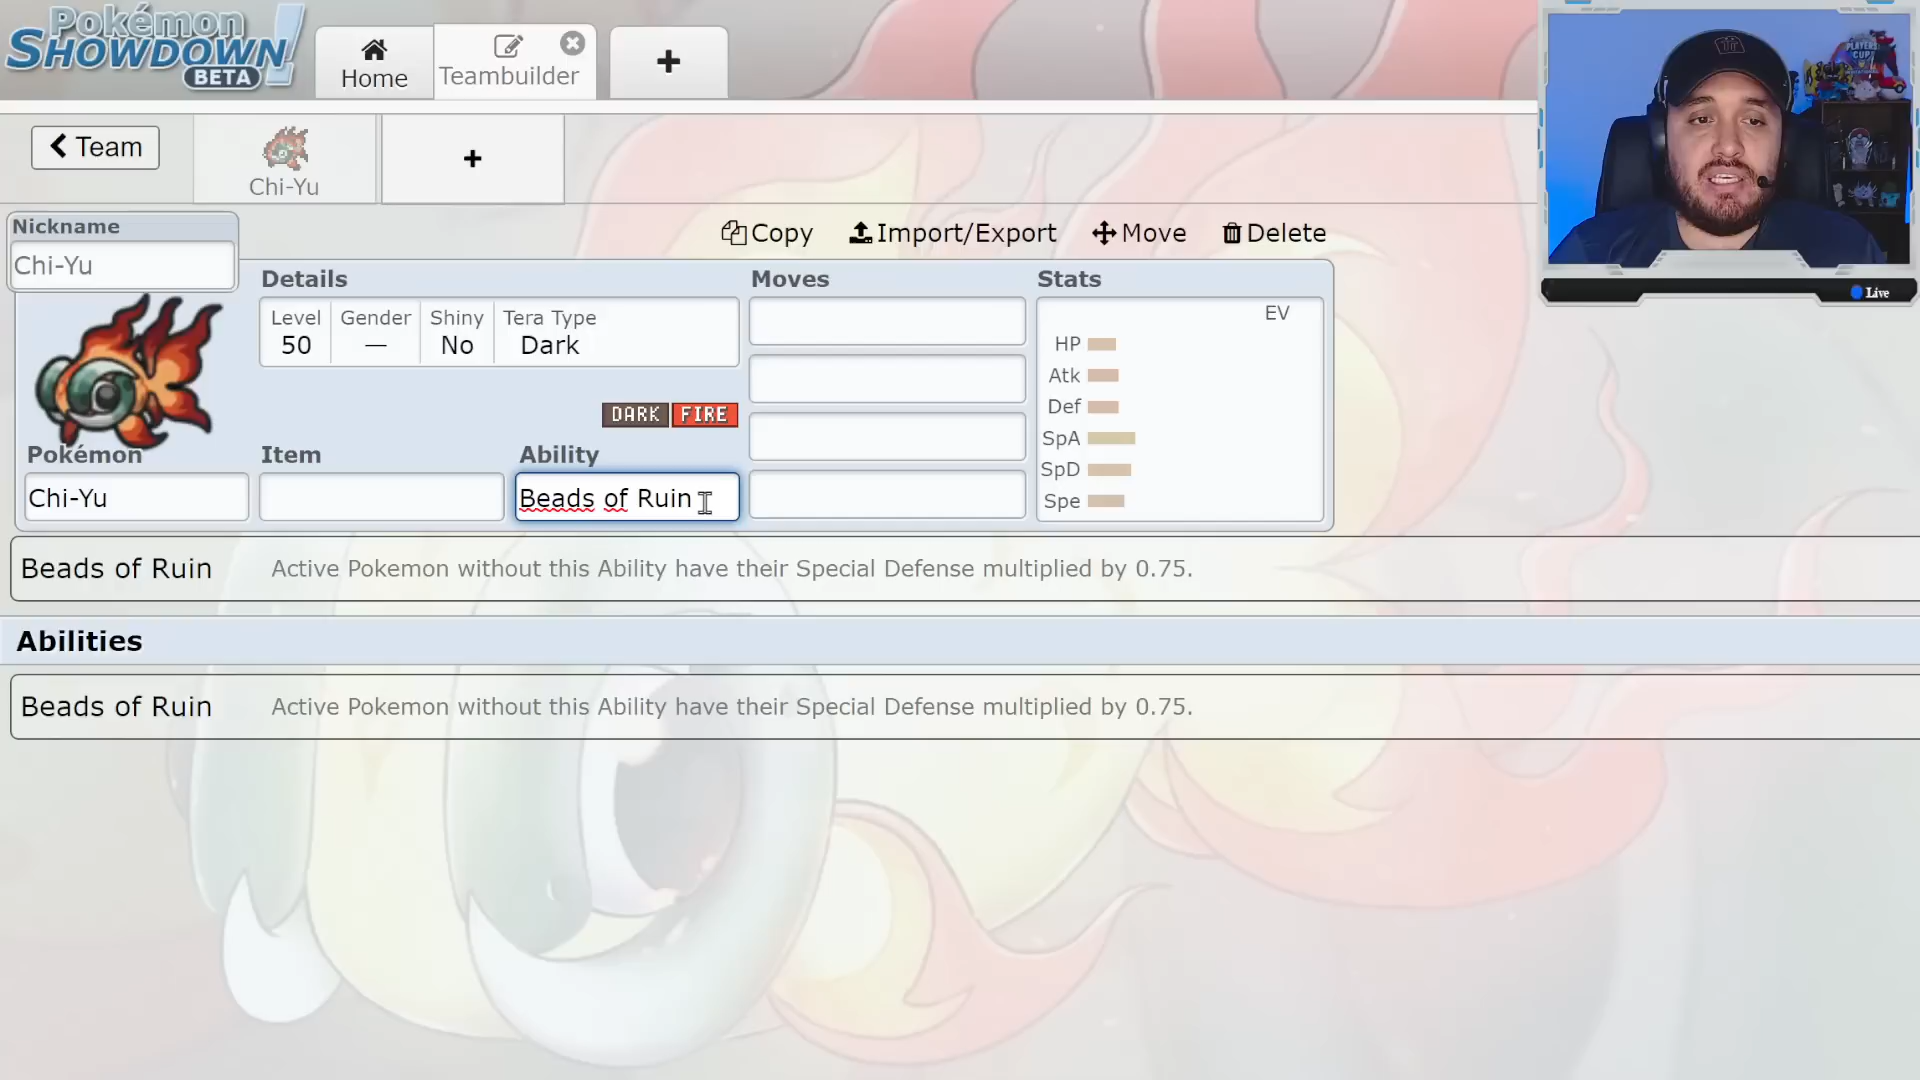 Pokémon
SHOWDOWN!
BETA
Home
Teambuilder
+
Team
Chi-Yu
+
Nickname
Chi-Yu
Copy
Import/Export
Move
Delete
Details
Moves
Stats
Level
50
Gender
—
Shiny
No
Tera Type
Dark
EV
HP
Atk
Def
SpA
SpD
Spe
DARK FIRE
Pokémon
Item
Ability
Chi-Yu
Beads of Ruin
Beads of Ruin Active Pokemon without this Ability have their Special Defense multiplied by 0.75.
Abilities
Beads of Ruin Active Pokemon without this Ability have their Special Defense multiplied by 0.75.
PLAYERS
CUP
Live